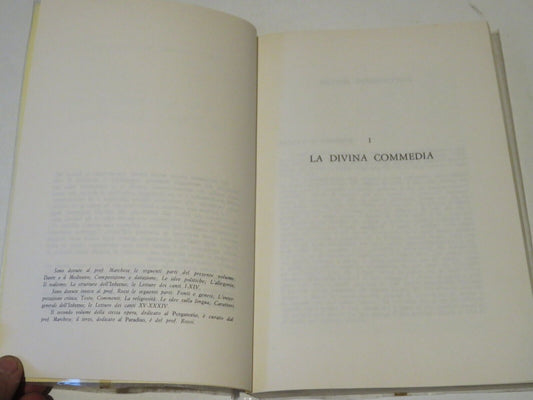 Sono dovute al prof. Marchese le seguenti parti del presente volume:
Dante e il Medioevo; Composizione e datazione; Le idee politiche; L'allegoria;
Il realismo; La struttura dell'Inferno; le Letture dei canti I-XIV.
Sono dovute invece al prof. Rossi le seguenti parti: Fonti e genesi; L'inter-
pretazione critica; Testo; Commenti; La religiosità; Le idee sulla lingua; Caratteri
generali dell'Inferno; le Letture dei canti XV-XXXIV.
Il secondo volume della stessa opera, dedicato al Purgatorio, è curato dal
prof. Marchese; il terzo, dedicato al Paradiso, è del prof. Rossi.
I
LA DIVINA COMMEDIA